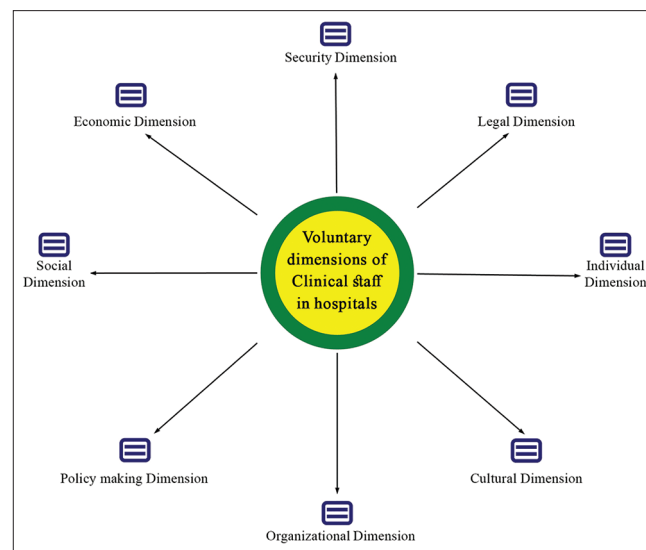 Security Dimension
Economic Dimension
Legal Dimension
Voluntary
dimensions of
Clinical staff
in hospitals
Social
Dimension
Individual
Dimension
Policy making Dimension
Cultural Dimension
Organizational Dimension